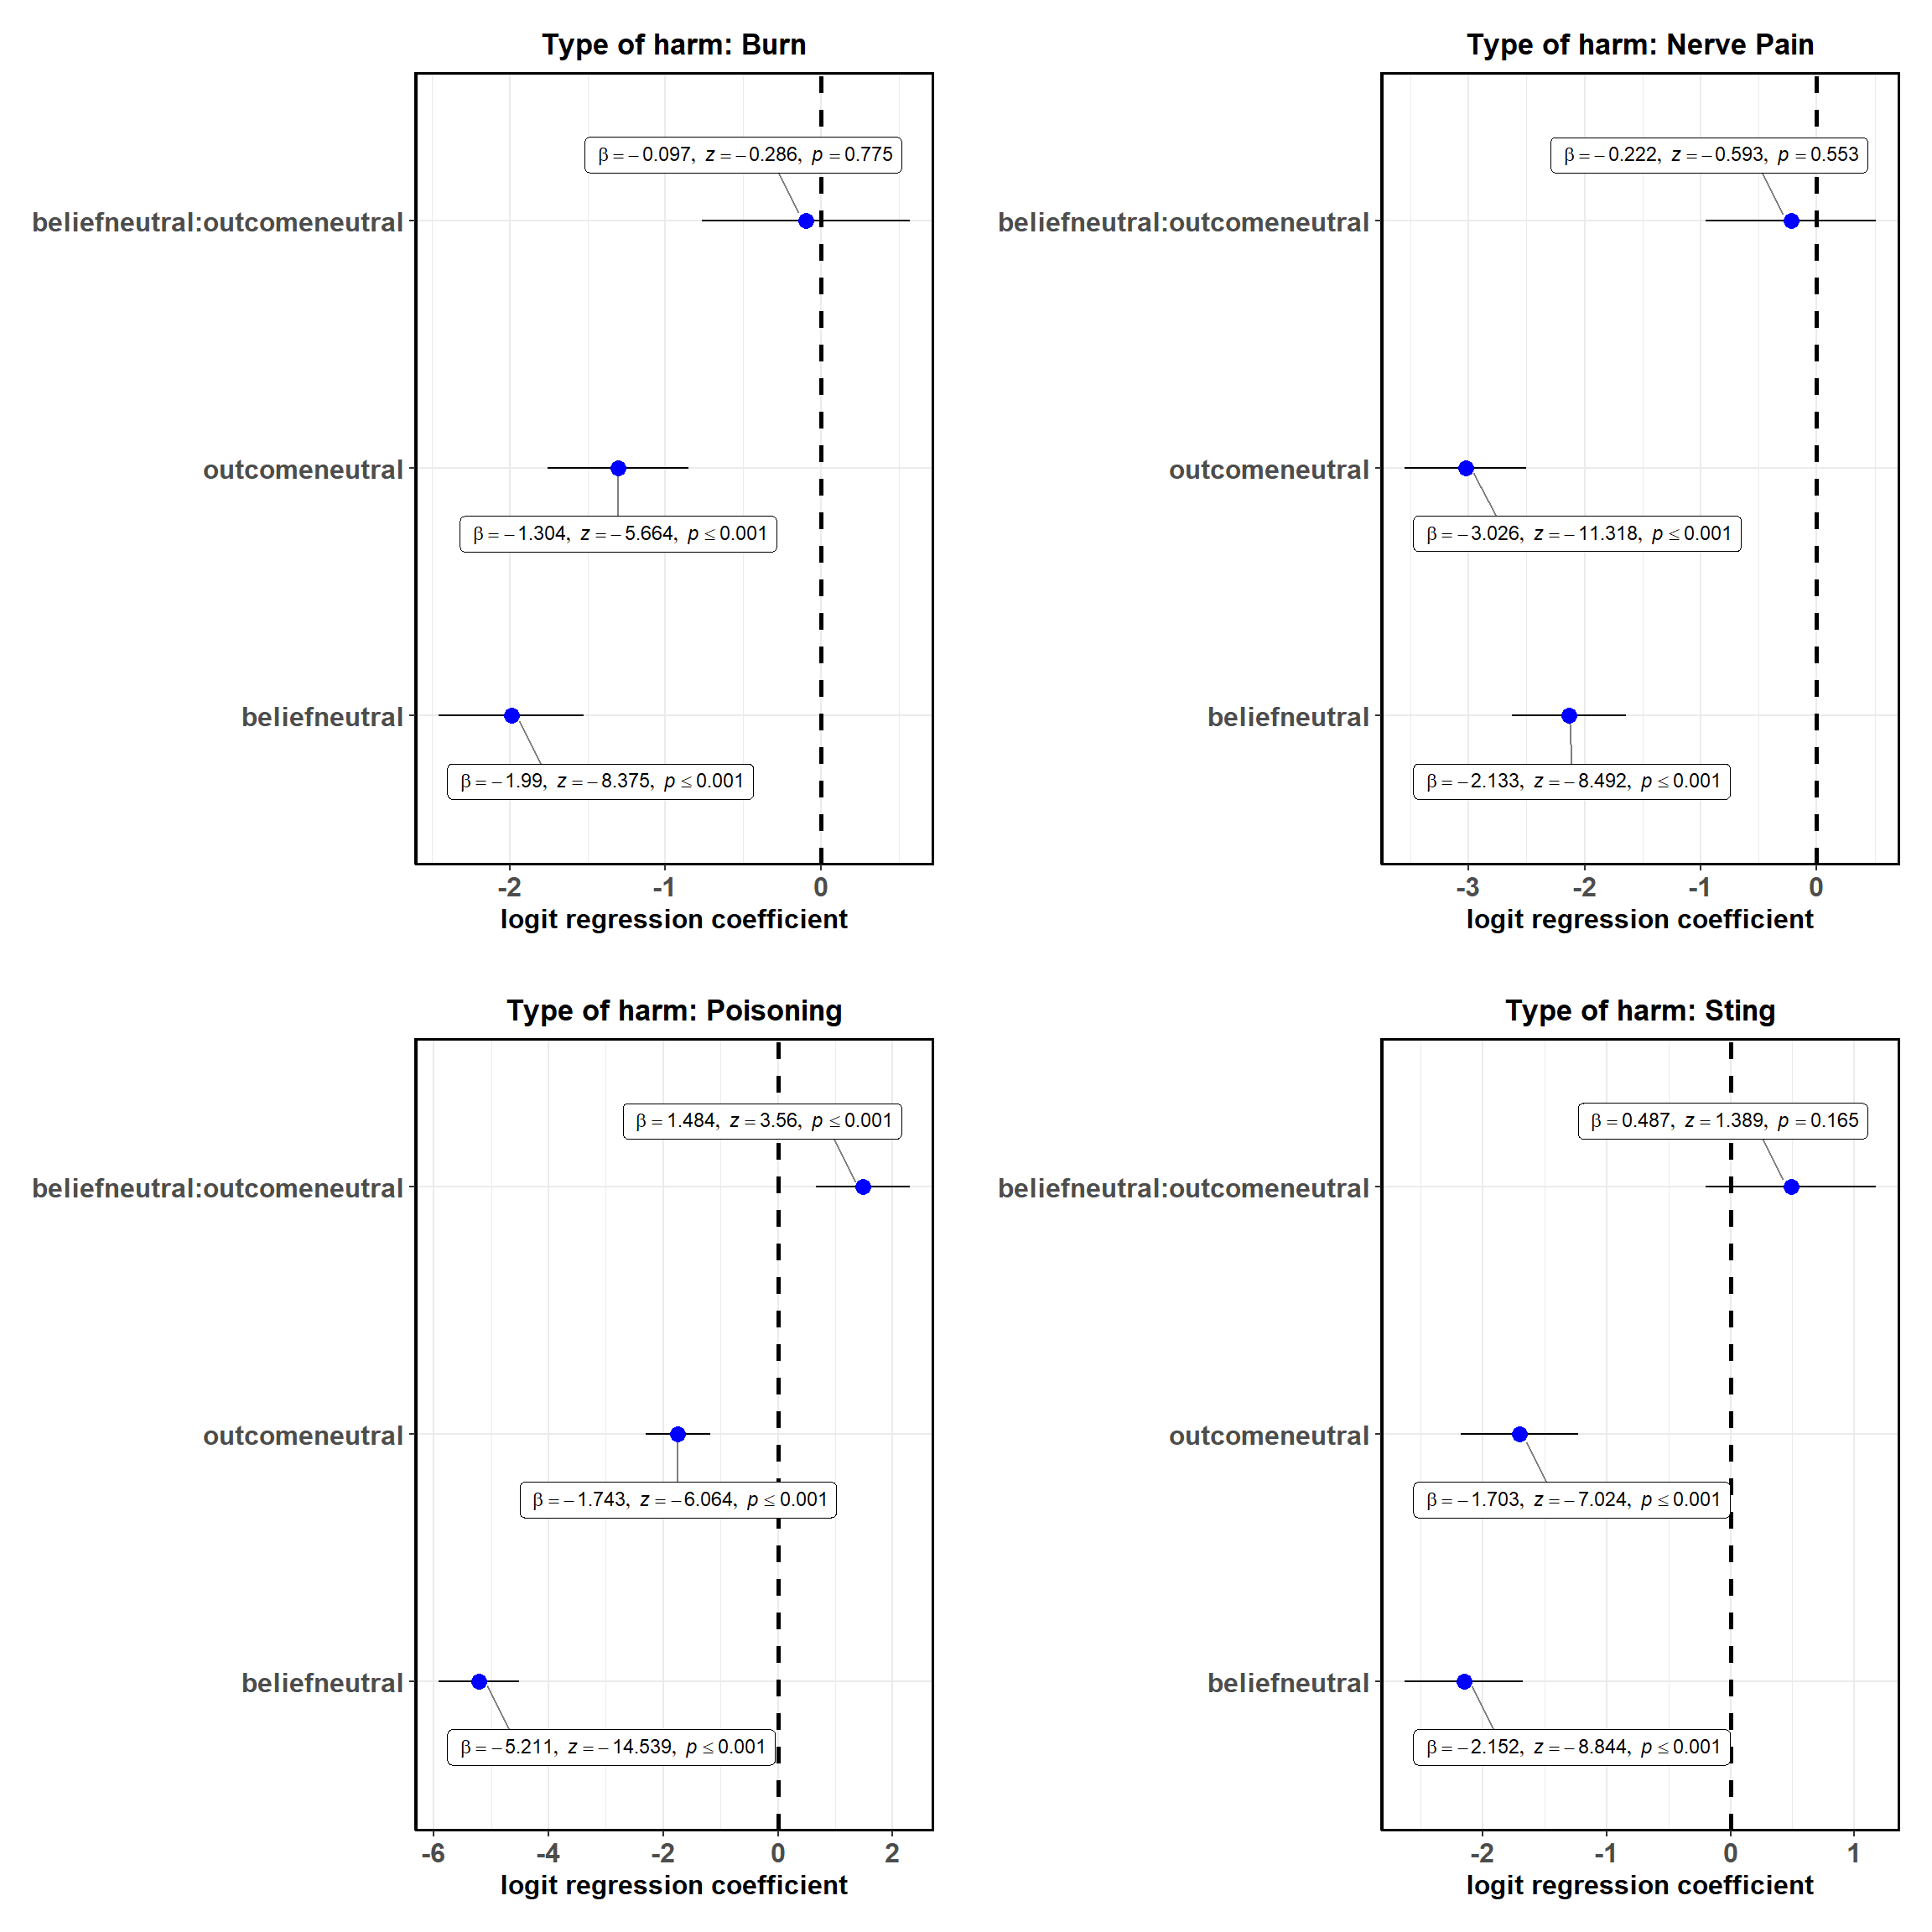 Type of harm: Burn
β = −0.097, z = −0.286, p = 0.775
beliefneutral:outcomeneutral
outcomeneutral
β = −1.304, z = −5.664, p ≤ 0.001
beliefneutral
β = −1.99, z = −8.375, p ≤ 0.001
-2 -1 0
logit regression coefficient
Type of harm: Nerve Pain
β = −0.222, z = −0.593, p = 0.553
beliefneutral:outcomeneutral
outcomeneutral
β = −3.026, z = −11.318, p ≤ 0.001
beliefneutral
β = −2.133, z = −8.492, p ≤ 0.001
-3 -2 -1 0
logit regression coefficient
Type of harm: Poisoning
β = 1.484, z = 3.56, p ≤ 0.001
beliefneutral:outcomeneutral
outcomeneutral
β = −1.743, z = −6.064, p ≤ 0.001
beliefneutral
β = −5.211, z = −14.539, p ≤ 0.001
-6 -4 -2 0 2
logit regression coefficient
Type of harm: Sting
β = 0.487, z = 1.389, p = 0.165
beliefneutral:outcomeneutral
outcomeneutral
β = −1.703, z = −7.024, p ≤ 0.001
beliefneutral
β = −2.152, z = −8.844, p ≤ 0.001
-2 -1 0 1
logit regression coefficient